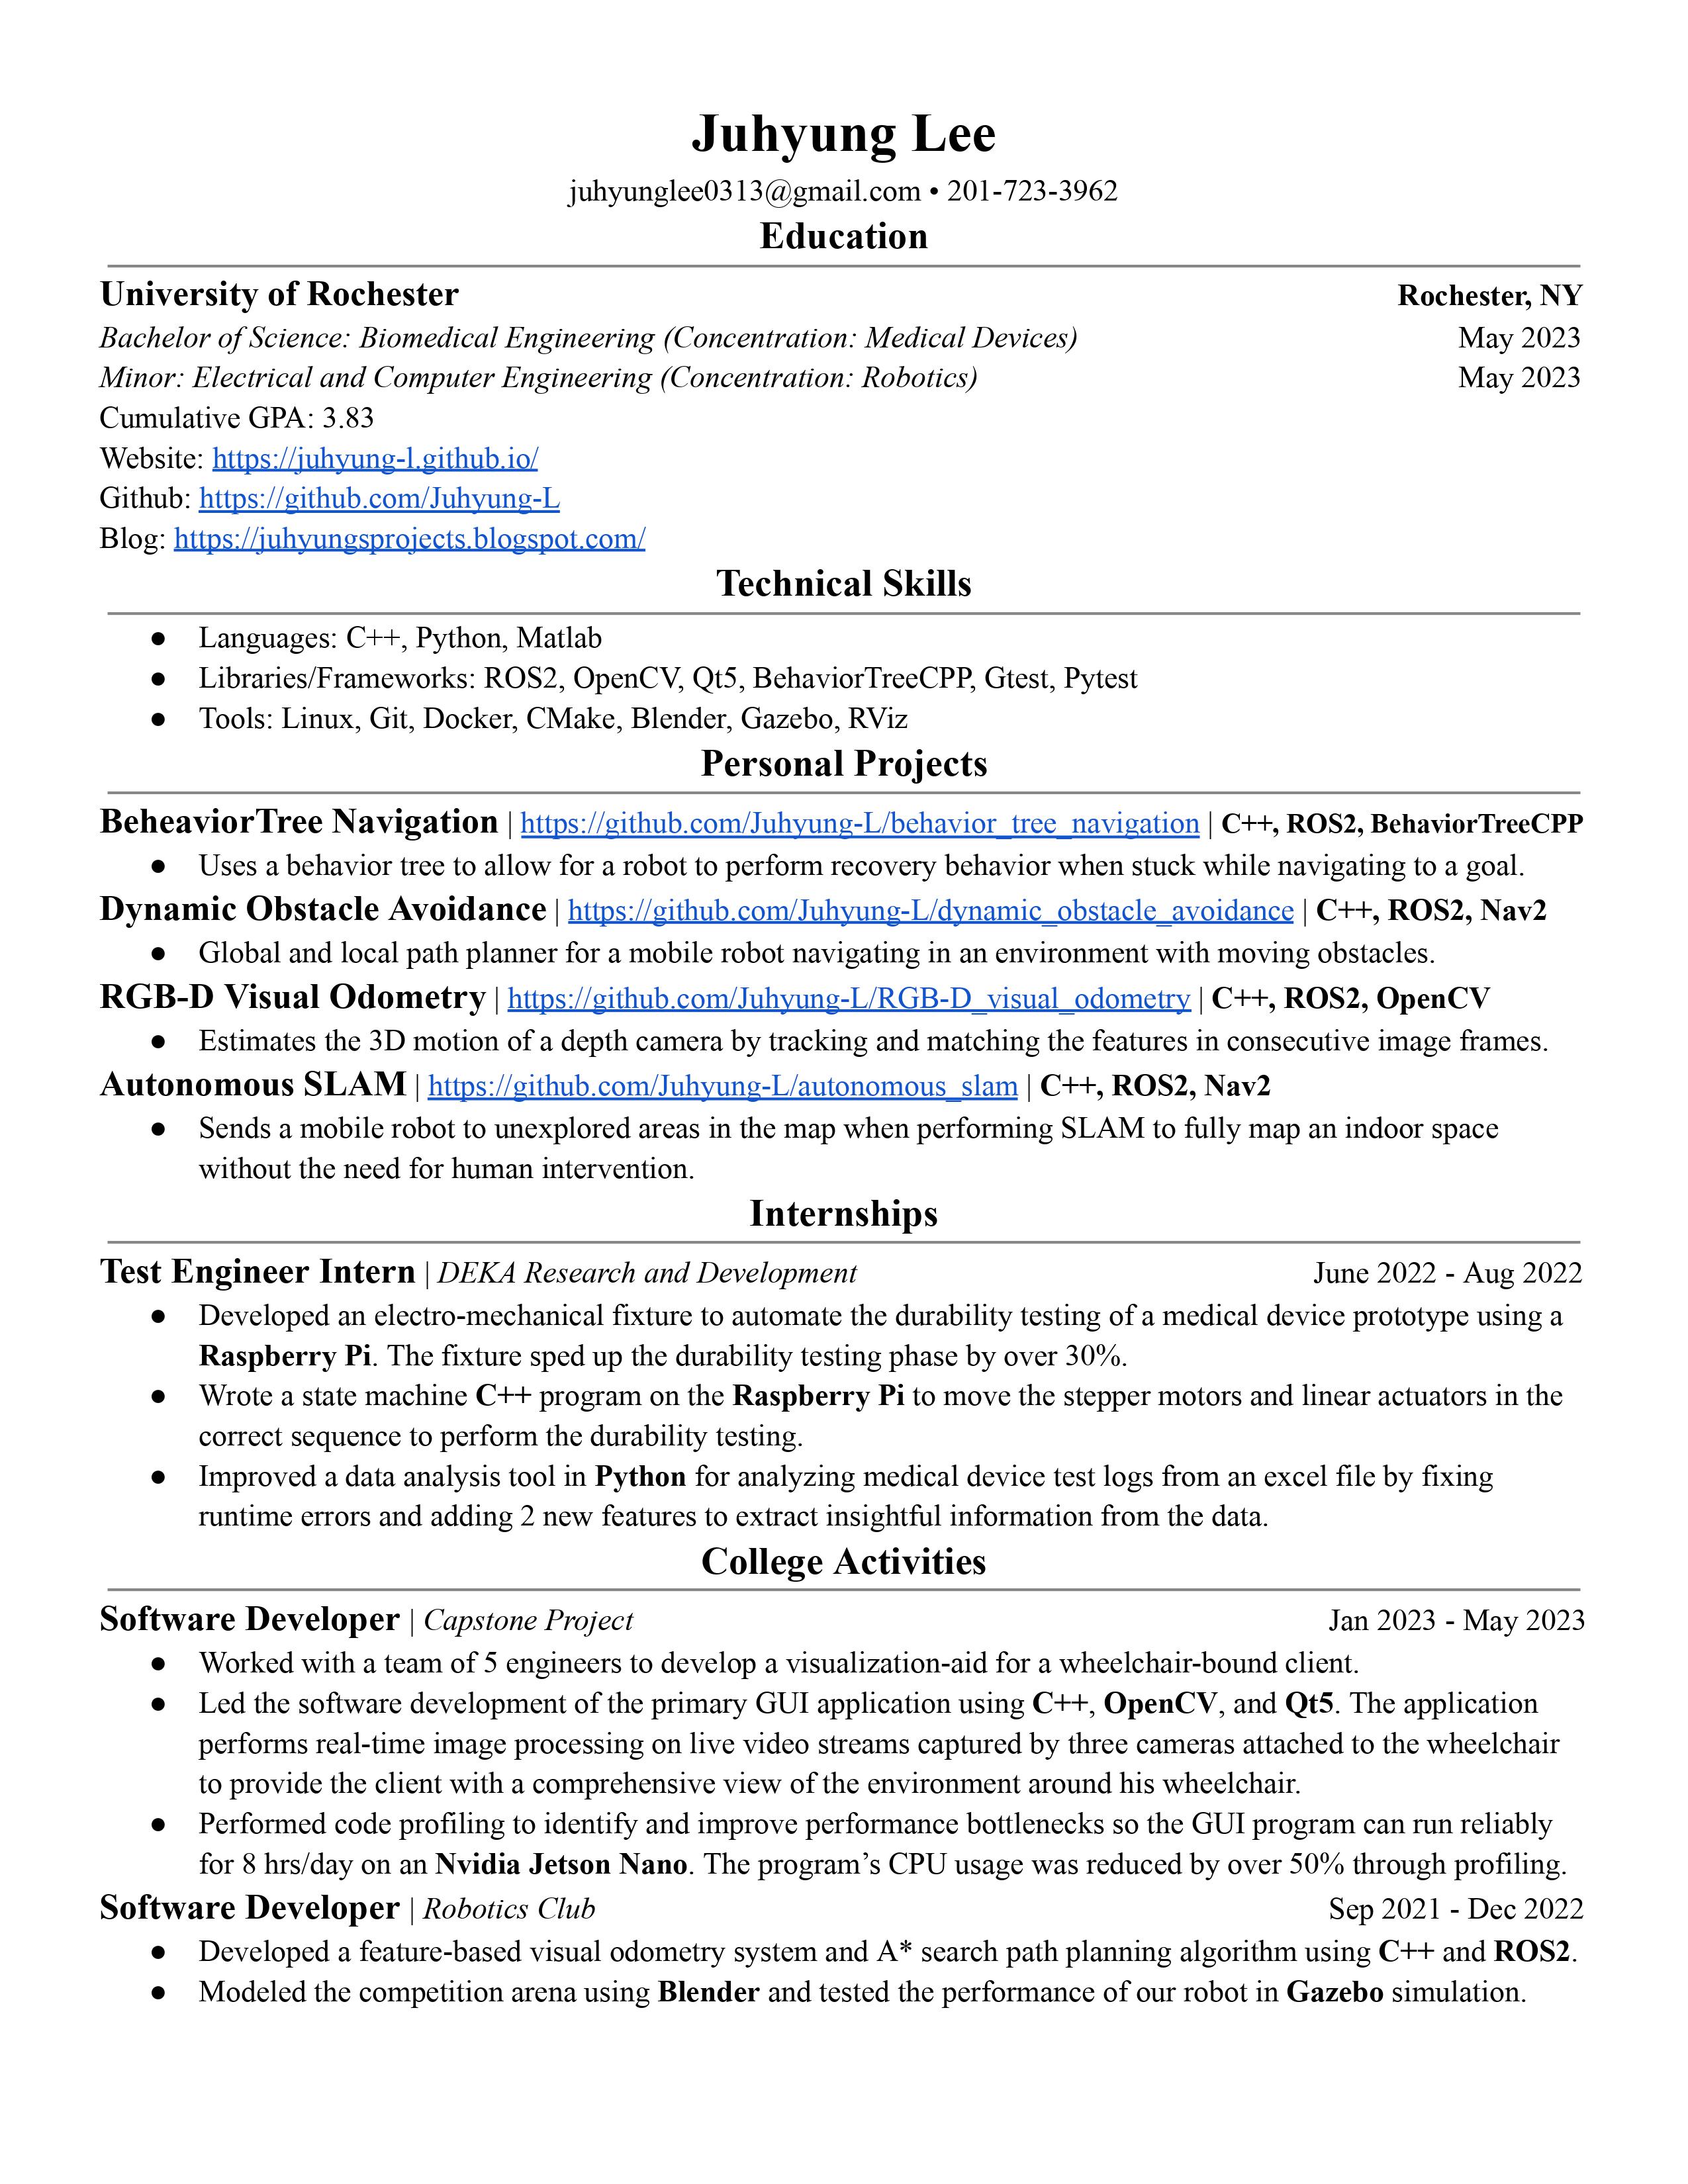 Juhyung Lee
juhyunglee0313@gmail.com • 201-723-3962
Education
University of Rochester Rochester, NY
Bachelor of Science: Biomedical Engineering (Concentration: Medical Devices) May 2023
Minor: Electrical and Computer Engineering (Concentration: Robotics) May 2023
Cumulative GPA: 3.83
Website: https://juhyung-l.github.io/
Github: https://github.com/Juhyung-L
Blog: https://juhyungsprojects.blogspot.com/
Technical Skills
● Languages: C++, Python, Matlab
● Libraries/Frameworks: ROS2, OpenCV, Qt5, BehaviorTreeCPP, Gtest, Pytest
● Tools: Linux, Git, Docker, CMake, Blender, Gazebo, RViz
Personal Projects
BeheaviorTree Navigation | https://github.com/Juhyung-L/behavior_tree_navigation | C++, ROS2, BehaviorTreeCPP
● Uses a behavior tree to allow for a robot to perform recovery behavior when stuck while navigating to a goal.
Dynamic Obstacle Avoidance | https://github.com/Juhyung-L/dynamic_obstacle_avoidance | C++, ROS2, Nav2
● Global and local path planner for a mobile robot navigating in an environment with moving obstacles.
RGB-D Visual Odometry | https://github.com/Juhyung-L/RGB-D_visual_odometry | C++, ROS2, OpenCV
● Estimates the 3D motion of a depth camera by tracking and matching the features in consecutive image frames.
Autonomous SLAM | https://github.com/Juhyung-L/autonomous_slam | C++, ROS2, Nav2
● Sends a mobile robot to unexplored areas in the map when performing SLAM to fully map an indoor space
without the need for human intervention.
Internships
Test Engineer Intern | DEKA Research and Development June 2022 - Aug 2022
● Developed an electro-mechanical fixture to automate the durability testing of a medical device prototype using a
Raspberry Pi. The fixture sped up the durability testing phase by over 30%.
● Wrote a state machine C++ program on the Raspberry Pi to move the stepper motors and linear actuators in the
correct sequence to perform the durability testing.
● Improved a data analysis tool in Python for analyzing medical device test logs from an excel file by fixing
runtime errors and adding 2 new features to extract insightful information from the data.
College Activities
Software Developer | Capstone Project Jan 2023 - May 2023
● Worked with a team of 5 engineers to develop a visualization-aid for a wheelchair-bound client.
● Led the software development of the primary GUI application using C++, OpenCV, and Qt5. The application
performs real-time image processing on live video streams captured by three cameras attached to the wheelchair
to provide the client with a comprehensive view of the environment around his wheelchair.
● Performed code profiling to identify and improve performance bottlenecks so the GUI program can run reliably
for 8 hrs/day on an Nvidia Jetson Nano. The program’s CPU usage was reduced by over 50% through profiling.
Software Developer | Robotics Club Sep 2021 - Dec 2022
● Developed a feature-based visual odometry system and A* search path planning algorithm using C++ and ROS2.
● Modeled the competition arena using Blender and tested the performance of our robot in Gazebo simulation.